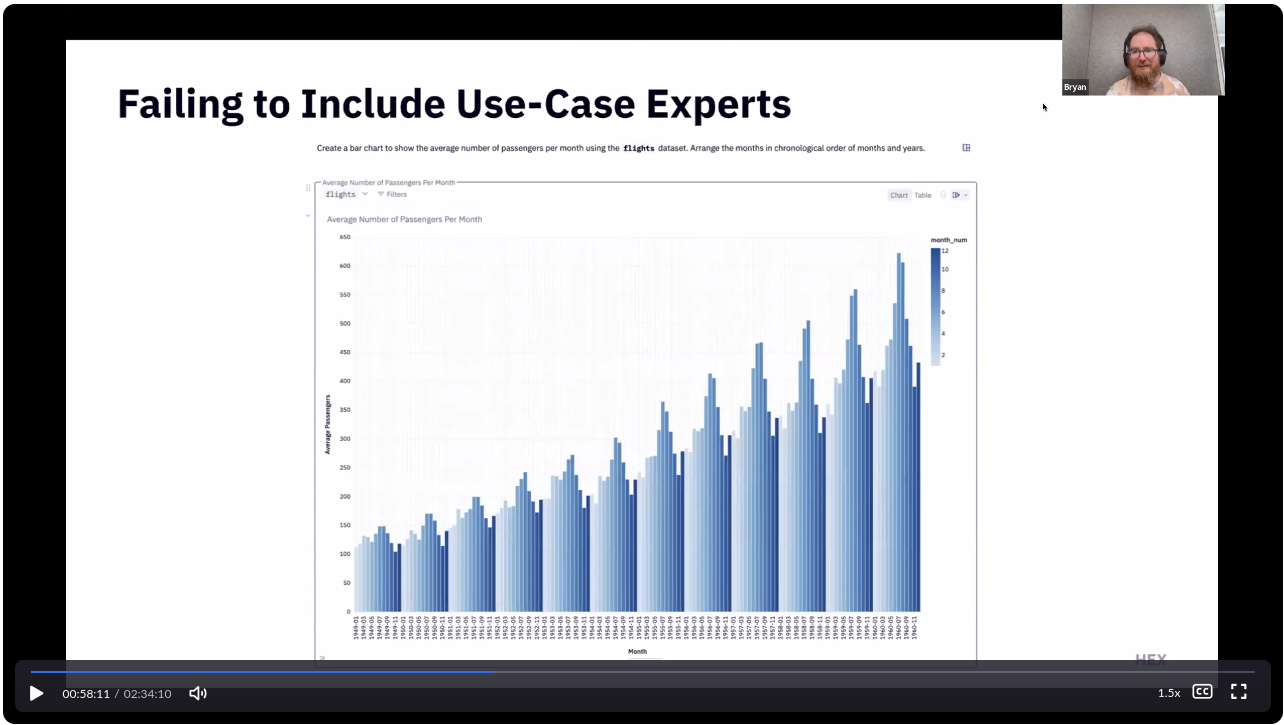 Bryan
Failing to Include Use-Case Experts
Create a bar chart to show the average number of passengers per month using the flights dataset. Arrange the months in chronological order of months and years.
Average Number of Passengers Per Month
flights Filters
Chart Table
Average Number of Passengers Per Month
month_num
12
10
8
6
4
2
650
600
550
500
450
400
350
300
250
200
150
100
50
0
Average Passengers
1949-01 1949-03 1949-05 1949-07 1949-09 1949-11 1950-01 1950-03 1950-05 1950-07 1950-09 1950-11 1951-01 1951-03 1951-05 1951-07 1951-09 1951-11 1952-01 1952-03 1952-05 1952-07 1952-09 1952-11 1953-01 1953-03 1953-05 1953-07 1953-09 1953-11 1954-01 1954-03 1954-05 1954-07 1954-09 1954-11 1955-01 1955-03 1955-05 1955-07 1955-09 1955-11 1956-01 1956-03 1956-05 1956-07 1956-09 1956-11 1957-01 1957-03 1957-05 1957-07 1957-09 1957-11 1958-01 1958-03 1958-05 1958-07 1958-09 1958-11 1959-01 1959-03 1959-05 1959-07 1959-09 1959-11 1960-01 1960-03 1960-05 1960-07 1960-09 1960-11
Month
HEX
00:58:11 / 02:34:10
1.5x
CC